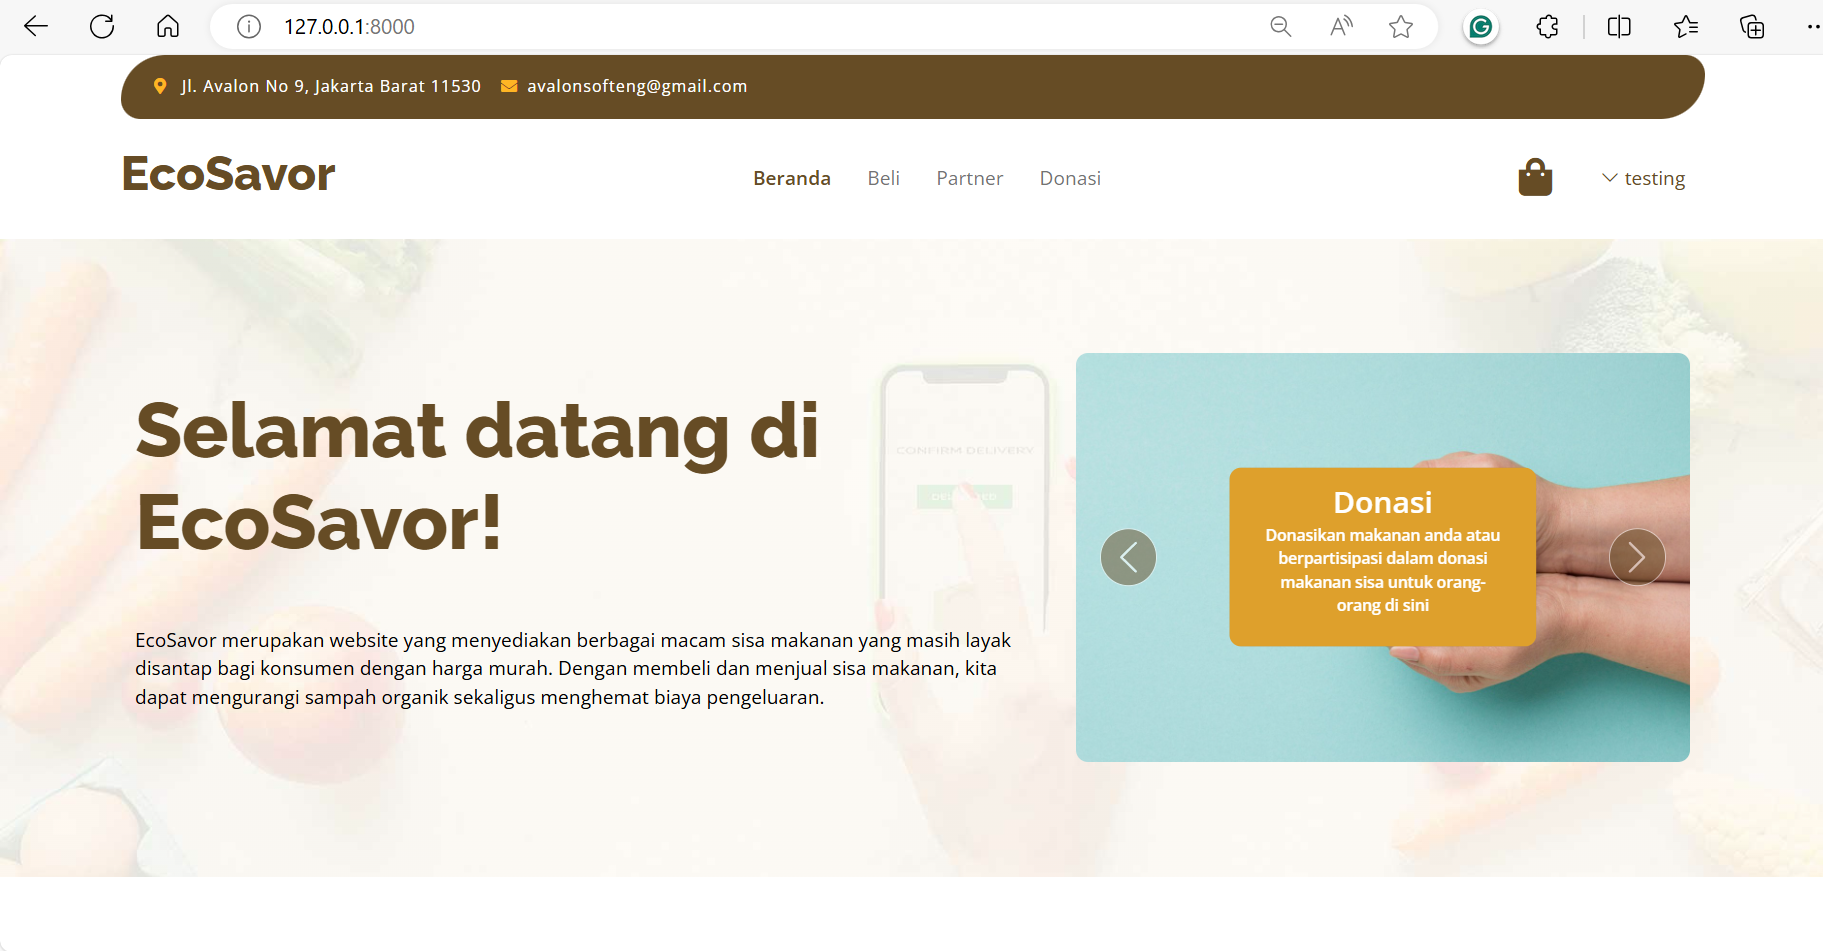 127.0.0.1:8000
Jl. Avalon No 9, Jakarta Barat 11530 avalonsofteng@gmail.com
EcoSavor Beranda Beli Partner Donasi testing
Selamat datang di
EcoSavor!
CONFIRM DELIVERY
Donasi
Donasikan makanan anda atau
berpartisipasi dalam donasi
makanan sisa untuk orang-
orang di sini
EcoSavor merupakan website yang menyediakan berbagai macam sisa makanan yang masih layak
disantap bagi konsumen dengan harga murah. Dengan membeli dan menjual sisa makanan, kita
dapat mengurangi sampah organik sekaligus menghemat biaya pengeluaran.